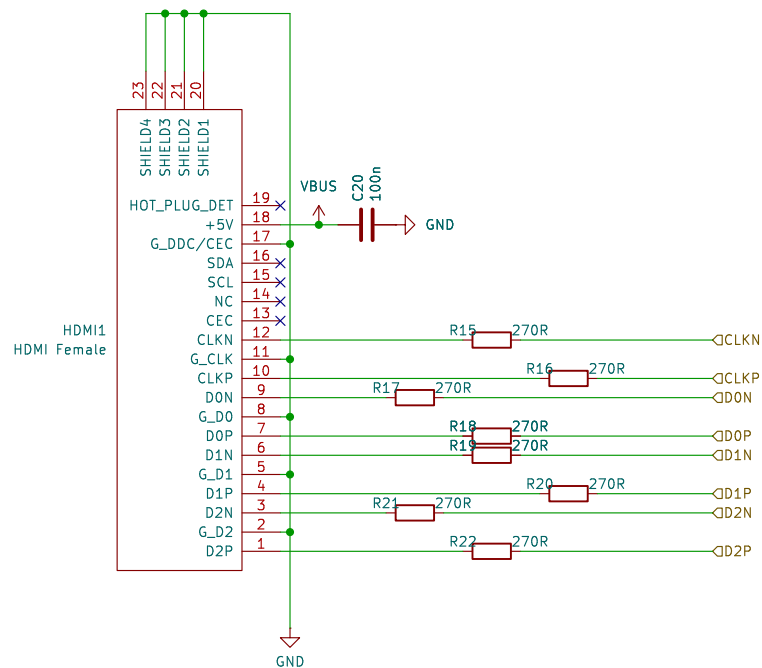 23
22
21
20
SHIELD4
SHIELD3
SHIELD2
SHIELD1
HOT_PLUG_DET 19
VBUS
C20
100n
+5V 18
GND
G_DDC/CEC 17
SDA 16
SCL 15
NC 14
CEC 13
HDMI1
HDMI Female
CLKN 12 R15 270R CLKN
G_CLK 11
CLKP 10 R16 270R CLKP
D0N 9 R17 270R D0N
G_D0 8
D0P 7 R18 270R D0P
D1N 6 R19 270R D1N
G_D1 5
D1P 4 R20 270R D1P
D2N 3 R21 270R D2N
G_D2 2
D2P 1 R22 270R D2P
GND